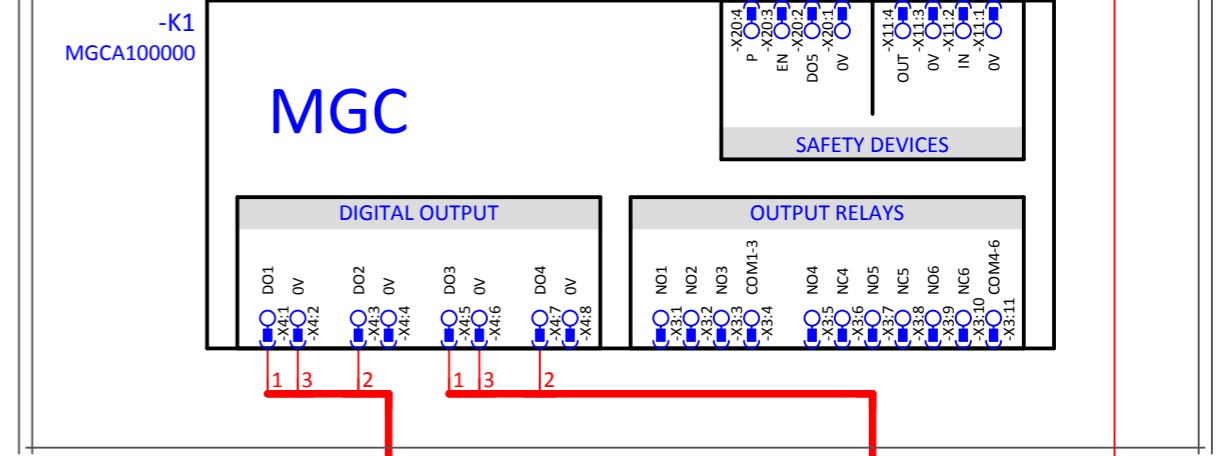 -K1
MGCA100000
MGC
-X20:4
-X20:3
-X20:2
-X20:1
-X11:4
-X11:3
-X11:2
-X11:1
P
EN
DO5
0V
OUT
0V
IN
0V
SAFETY DEVICES
DIGITAL OUTPUT
DO1
0V
DO2
0V
DO3
0V
DO4
0V
-X4:1
-X4:2
-X4:3
-X4:4
-X4:5
-X4:6
-X4:7
-X4:8
OUTPUT RELAYS
NO1
NO2
NO3
COM1-3
NO4
NC4
NO5
NC5
NO6
NC6
COM4-6
-X3:1
-X3:2
-X3:3
-X3:4
-X3:5
-X3:6
-X3:7
-X3:8
-X3:9
-X3:10
-X3:11
1 3 2 1 3 2